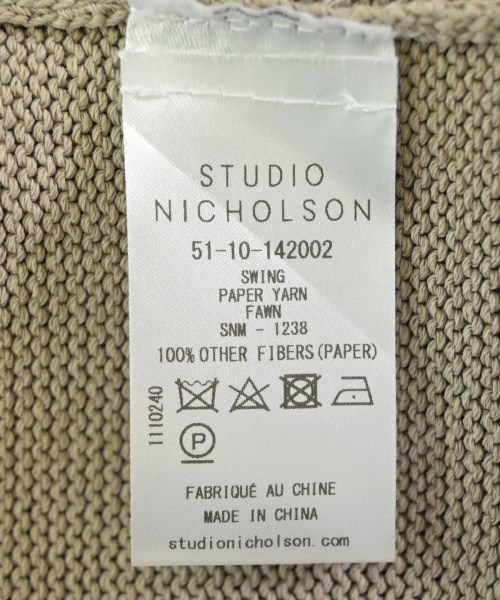 STUDIO
NICHOLSON
51-10-142002
SWING
PAPER YARN
FAWN
SNM - 1238
100% OTHER FIBERS (PAPER)
1110240
P
FABRIQUÉ AU CHINE
MADE IN CHINA
studionicholson.com